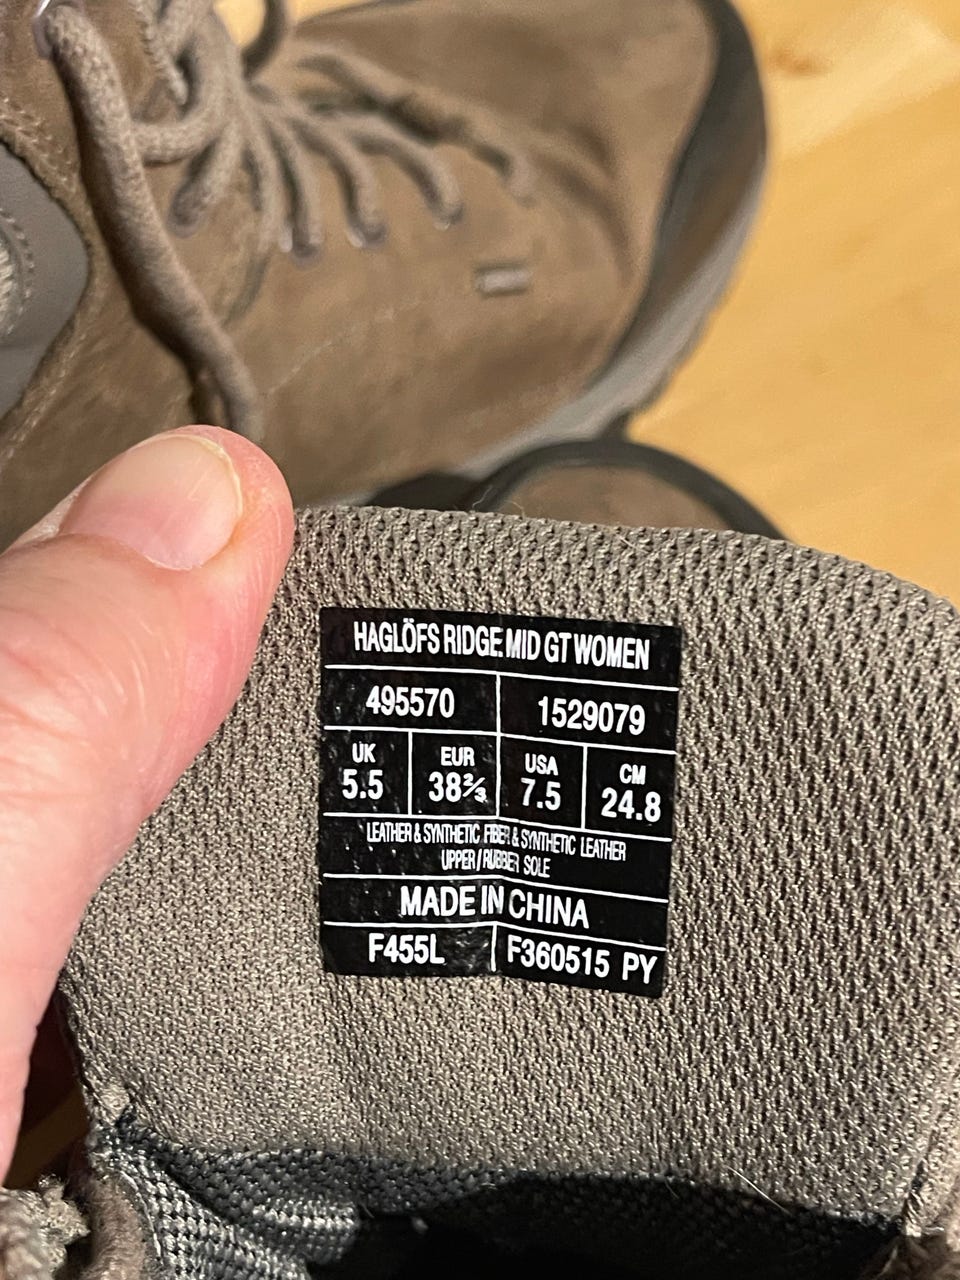 HAGLÖFS RIDGE MID GT WOMEN
495570 1529079
UK EUR USA CM
5.5 38⅔ 7.5 24.8
LEATHER & SYNTHETIC FIBER & SYNTHETIC LEATHER
UPPER / RUBBER SOLE
MADE IN CHINA
F455L F360515 PY